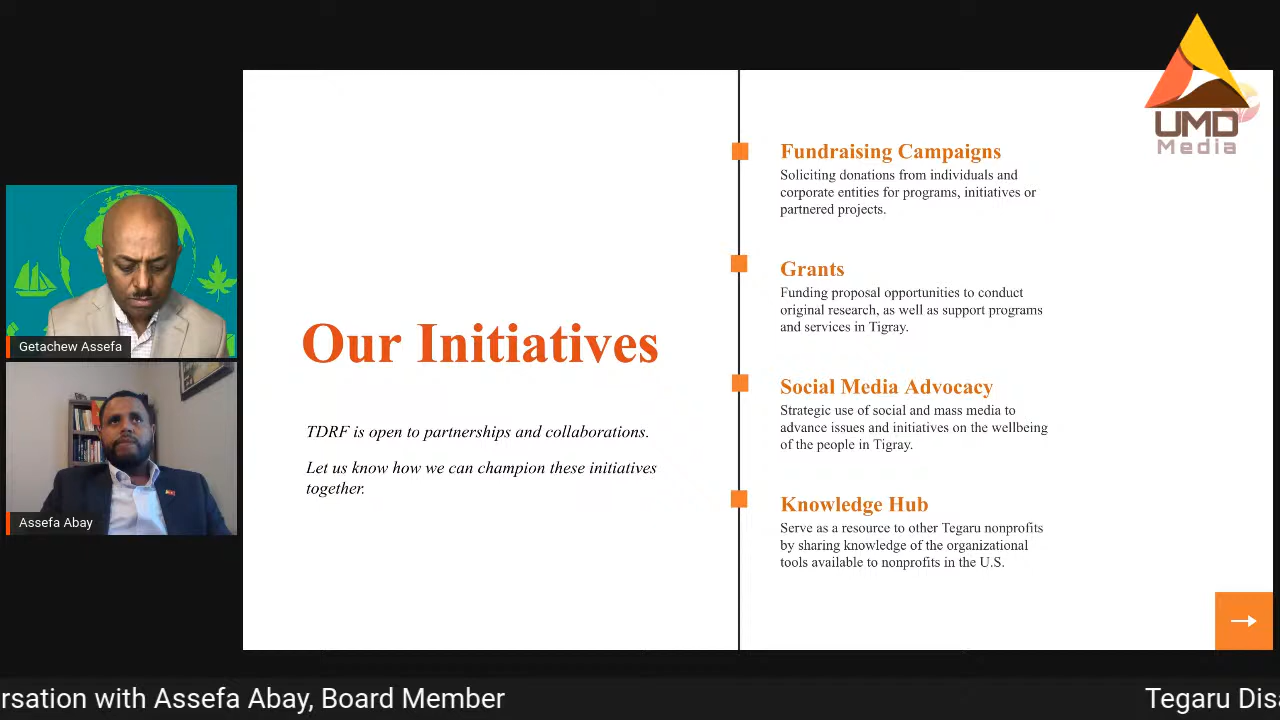 UMD
Media
Getachew Assefa
Assefa Abay
Our Initiatives
TDRF is open to partnerships and collaborations.
Let us know how we can champion these initiatives
together.
Fundraising Campaigns
Soliciting donations from individuals and
corporate entities for programs, initiatives or
partnered projects.
Grants
Funding proposal opportunities to conduct
original research, as well as support programs
and services in Tigray.
Social Media Advocacy
Strategic use of social and mass media to
advance issues and initiatives on the wellbeing
of the people in Tigray.
Knowledge Hub
Serve as a resource to other Tegaru nonprofits
by sharing knowledge of the organizational
tools available to nonprofits in the U.S.
rsation with Assefa Abay, Board Member
Tegaru Disa